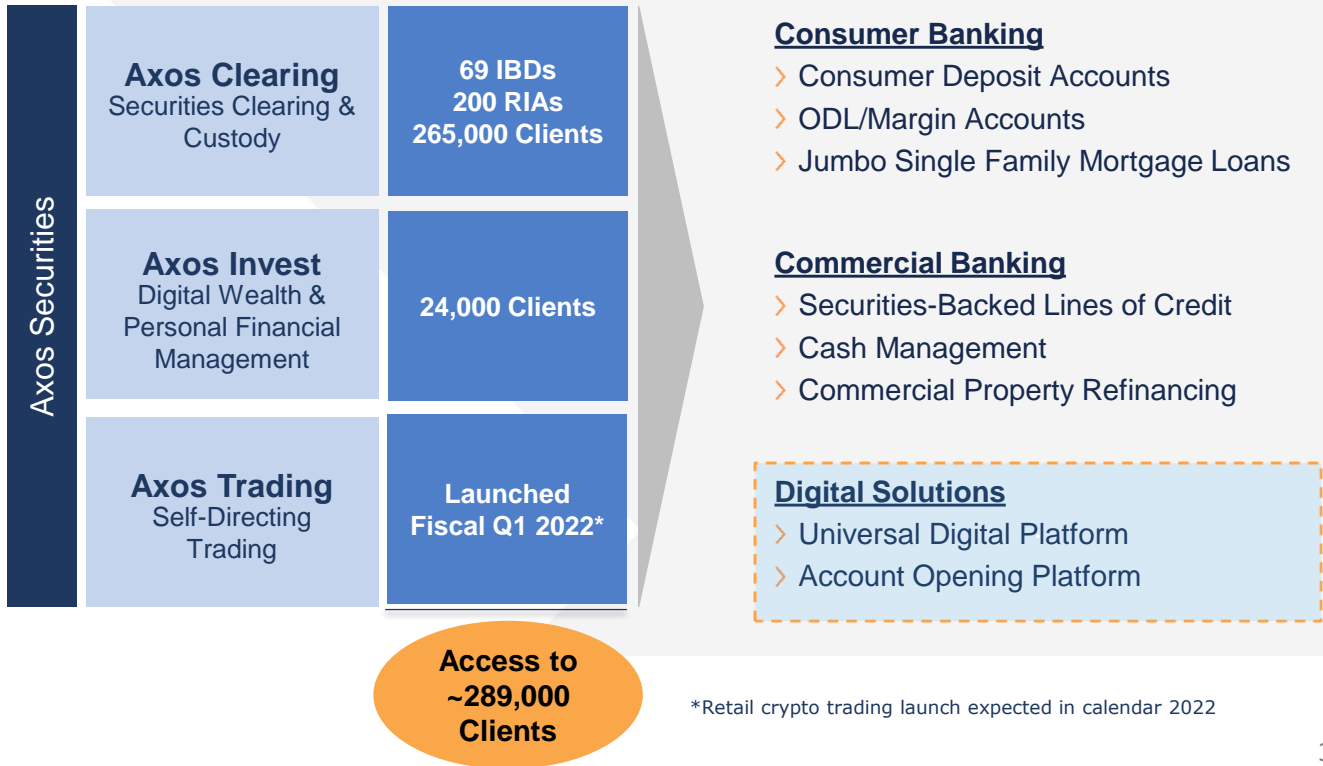 Axos Securities
Axos Clearing
Securities Clearing &
Custody
69 IBDs
200 RIAs
265,000 Clients
Axos Invest
Digital Wealth &
Personal Financial
Management
24,000 Clients
Axos Trading
Self-Directing
Trading
Launched
Fiscal Q1 2022*
Access to
~289,000
Clients
Consumer Banking
Consumer Deposit Accounts
ODL/Margin Accounts
Jumbo Single Family Mortgage Loans
Commercial Banking
Securities-Backed Lines of Credit
Cash Management
Commercial Property Refinancing
Digital Solutions
Universal Digital Platform
Account Opening Platform
*Retail crypto trading launch expected in calendar 2022